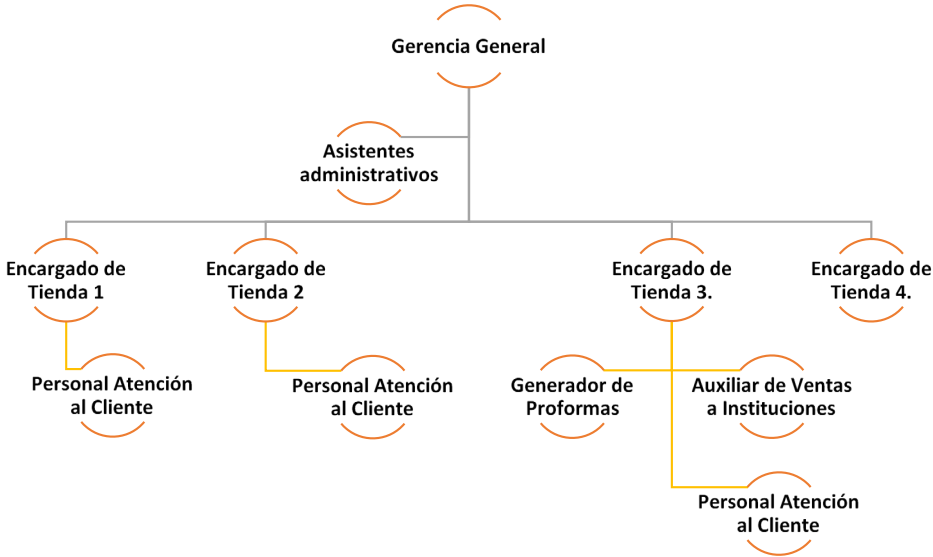 Gerencia General
Asistentes
administrativos
Encargado de
Tienda 1
Encargado de
Tienda 2
Encargado de
Tienda 3.
Encargado de
Tienda 4.
Personal Atención
al Cliente
Personal Atención
al Cliente
Generador de
Proformas
Auxiliar de Ventas
a Instituciones
Personal Atención
al Cliente